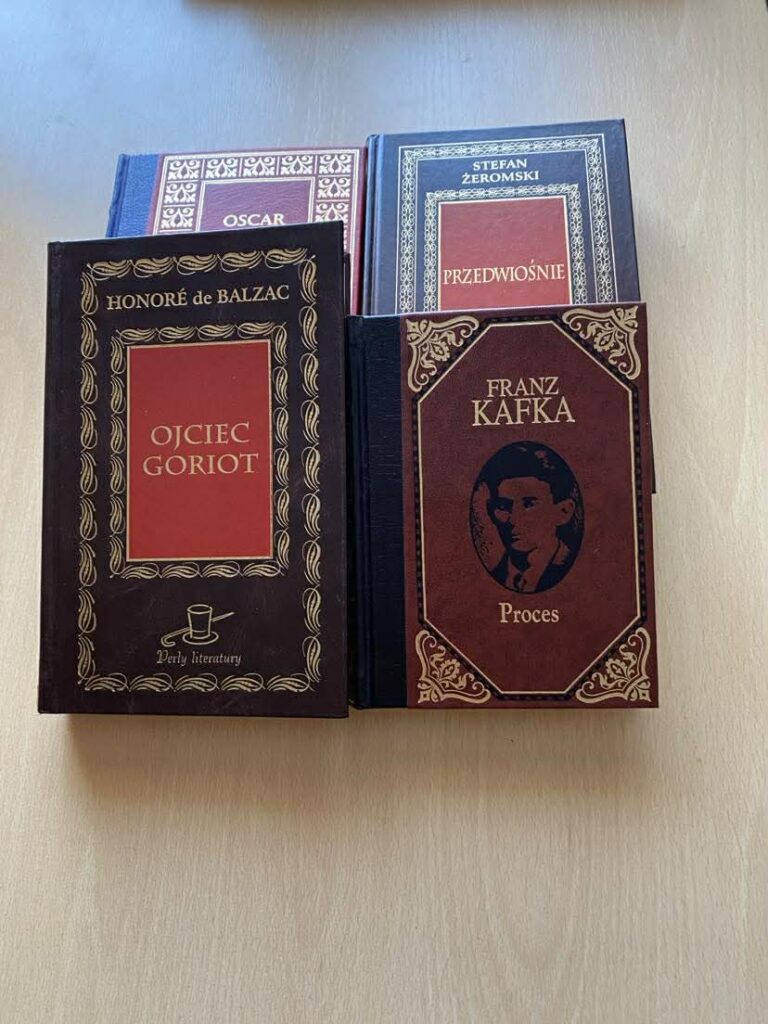 OSCAR
STEFAN
ŻEROMSKI
PRZEDWIOŚNIE
HONORÉ de BALZAC
OJCIEC
GORIOT
Perły literatury
FRANZ
KAFKA
Proces